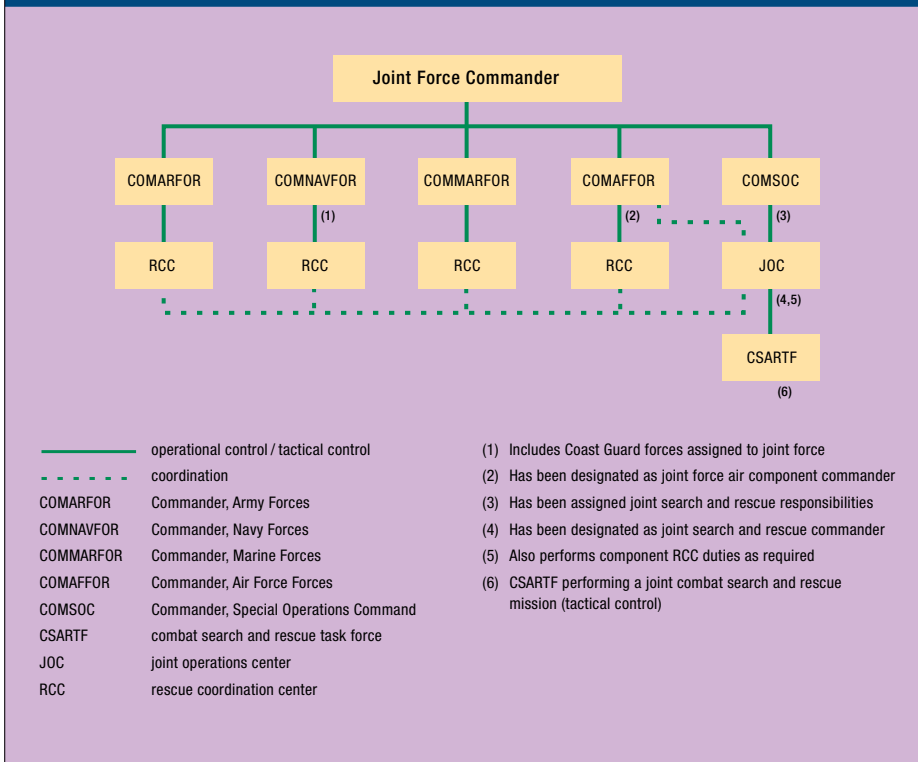 Joint Force Commander
COMARFOR COMNAVFOR COMMARFOR COMAFFOR COMSOC
(1) (2) (3)
RCC RCC RCC RCC JOC
(4,5)
CSARTF
(6)
operational control / tactical control
coordination
COMARFOR Commander, Army Forces
COMNAVFOR Commander, Navy Forces
COMMARFOR Commander, Marine Forces
COMAFFOR Commander, Air Force Forces
COMSOC Commander, Special Operations Command
CSARTF combat search and rescue task force
JOC joint operations center
RCC rescue coordination center
(1) Includes Coast Guard forces assigned to joint force
(2) Has been designated as joint force air component commander
(3) Has been assigned joint search and rescue responsibilities
(4) Has been designated as joint search and rescue commander
(5) Also performs component RCC duties as required
(6) CSARTF performing a joint combat search and rescue
mission (tactical control)